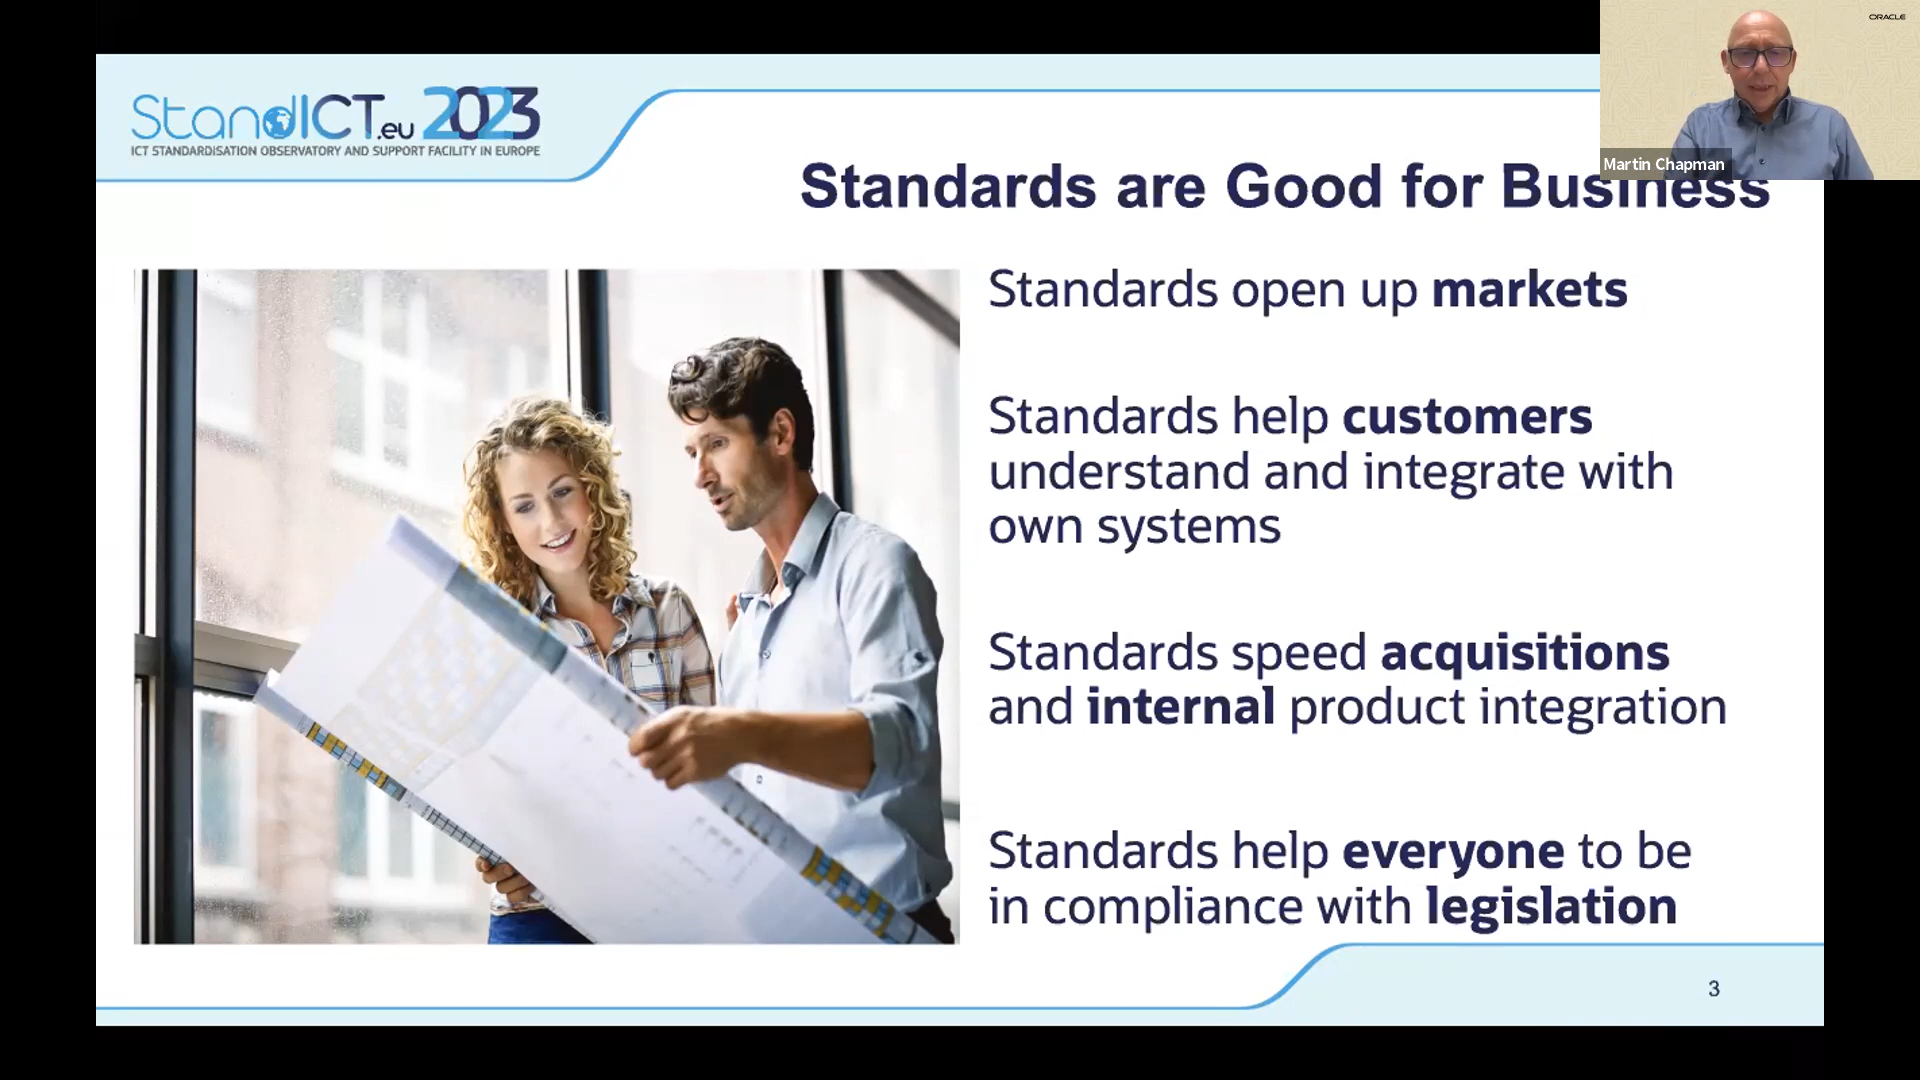 ORACLE
Martin Chapman
StandICT.eu 2023
ICT STANDARDISATION OBSERVATORY AND SUPPORT FACILITY IN EUROPE
Standards are Good for Business
Standards open up markets
Standards help customers
understand and integrate with
own systems
Standards speed acquisitions
and internal product integration
Standards help everyone to be
in compliance with legislation
3